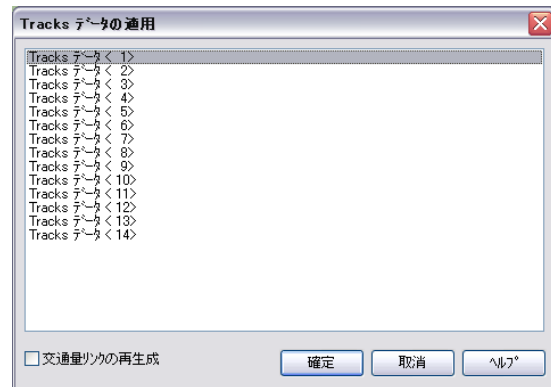 Tracks ﾃﾞｰﾀの適用
Tracks ﾃﾞｰﾀ < 1>
Tracks ﾃﾞｰﾀ < 2>
Tracks ﾃﾞｰﾀ < 3>
Tracks ﾃﾞｰﾀ < 4>
Tracks ﾃﾞｰﾀ < 5>
Tracks ﾃﾞｰﾀ < 6>
Tracks ﾃﾞｰﾀ < 7>
Tracks ﾃﾞｰﾀ < 8>
Tracks ﾃﾞｰﾀ < 9>
Tracks ﾃﾞｰﾀ < 10>
Tracks ﾃﾞｰﾀ < 11>
Tracks ﾃﾞｰﾀ < 12>
Tracks ﾃﾞｰﾀ < 13>
Tracks ﾃﾞｰﾀ < 14>
交通量ﾘﾝｸの再生成
確定
取消
ﾍﾙﾌﾟ